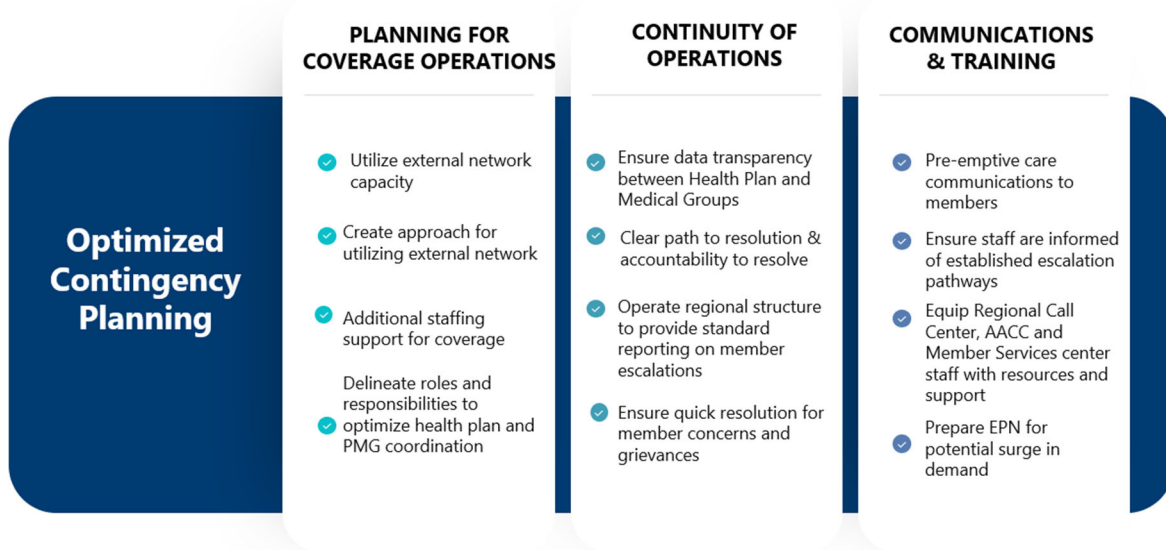 Optimized
Contingency
Planning
PLANNING FOR
COVERAGE OPERATIONS
Utilize external network
capacity
Create approach for
utilizing external network
Additional staffing
support for coverage
Delineate roles and
responsibilities to
optimize health plan and
PMG coordination
CONTINUITY OF
OPERATIONS
Ensure data transparency
between Health Plan and
Medical Groups
Clear path to resolution &
accountability to resolve
Operate regional structure
to provide standard
reporting on member
escalations
Ensure quick resolution for
member concerns and
grievances
COMMUNICATIONS
& TRAINING
Pre-emptive care
communications to
members
Ensure staff are informed
of established escalation
pathways
Equip Regional Call
Center, AACC and
Member Services center
staff with resources and
support
Prepare EPN for
potential surge in
demand